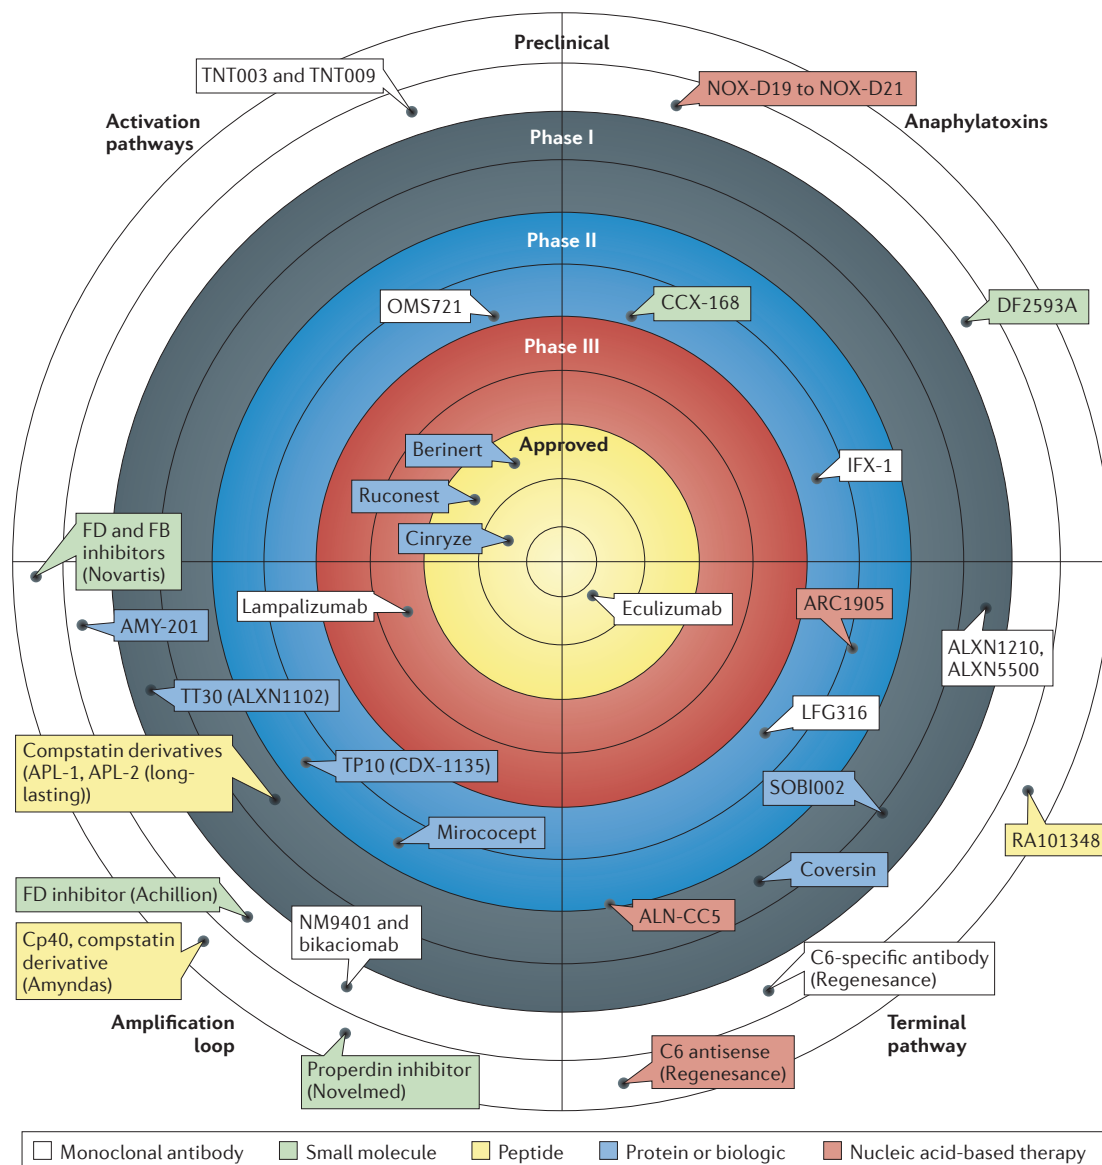 Preclinical
TNT003 and TNT009
NOX-D19 to NOX-D21
Activation
pathways
Anaphylatoxins
Phase I
Phase II
OMS721
CCX-168
DF2593A
Phase III
Berinert
Approved
IFX-1
Ruconest
Cinryze
FD and FB
inhibitors
(Novartis)
Lampalizumab
Eculizumab
ARC1905
AMY-201
ALXN1210,
ALXN5500
TT30 (ALXN1102)
LFG316
Compstatin derivatives
(APL-1, APL-2 (long-
lasting))
TP10 (CDX-1135)
SOBI002
Mirococept
RA101348
Coversin
FD inhibitor (Achillion)
ALN-CC5
NM9401 and
bikaciomab
Cp40, compstatin
derivative
(Amyndas)
C6-specific antibody
(Regenesance)
Amplification
loop
Terminal
pathway
Properdin inhibitor
(Novelmed)
C6 antisense
(Regenesance)
Monoclonal antibody
Small molecule
Peptide
Protein or biologic
Nucleic acid-based therapy